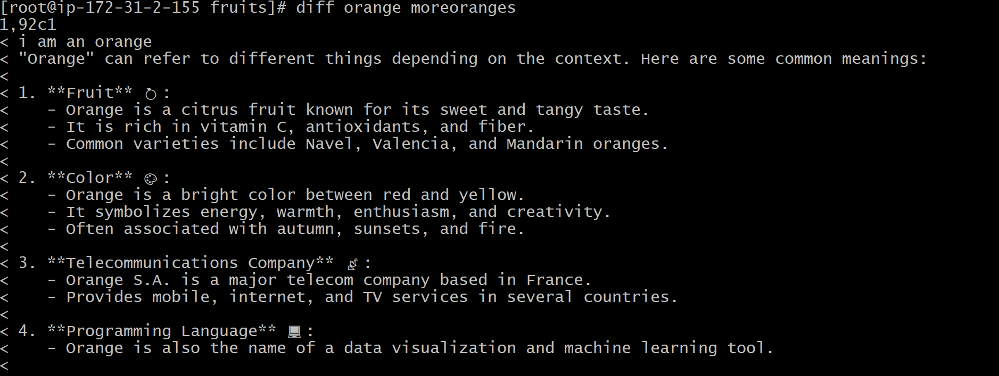 [root@ip-172-31-2-155 fruits]# diff orange moreoranges
1,92c1
< i am an orange
< "Orange" can refer to different things depending on the context. Here are some common meanings:
<
< 1. **Fruit** 🍊 :
<    - Orange is a citrus fruit known for its sweet and tangy taste.
<    - It is rich in vitamin C, antioxidants, and fiber.
<    - Common varieties include Navel, Valencia, and Mandarin oranges.
<
< 2. **Color** 🎨 :
<    - Orange is a bright color between red and yellow.
<    - It symbolizes energy, warmth, enthusiasm, and creativity.
<    - Often associated with autumn, sunsets, and fire.
<
< 3. **Telecommunications Company** 📡 :
<    - Orange S.A. is a major telecom company based in France.
<    - Provides mobile, internet, and TV services in several countries.
<
< 4. **Programming Language** 💻 :
<    - Orange is also the name of a data visualization and machine learning tool.
<